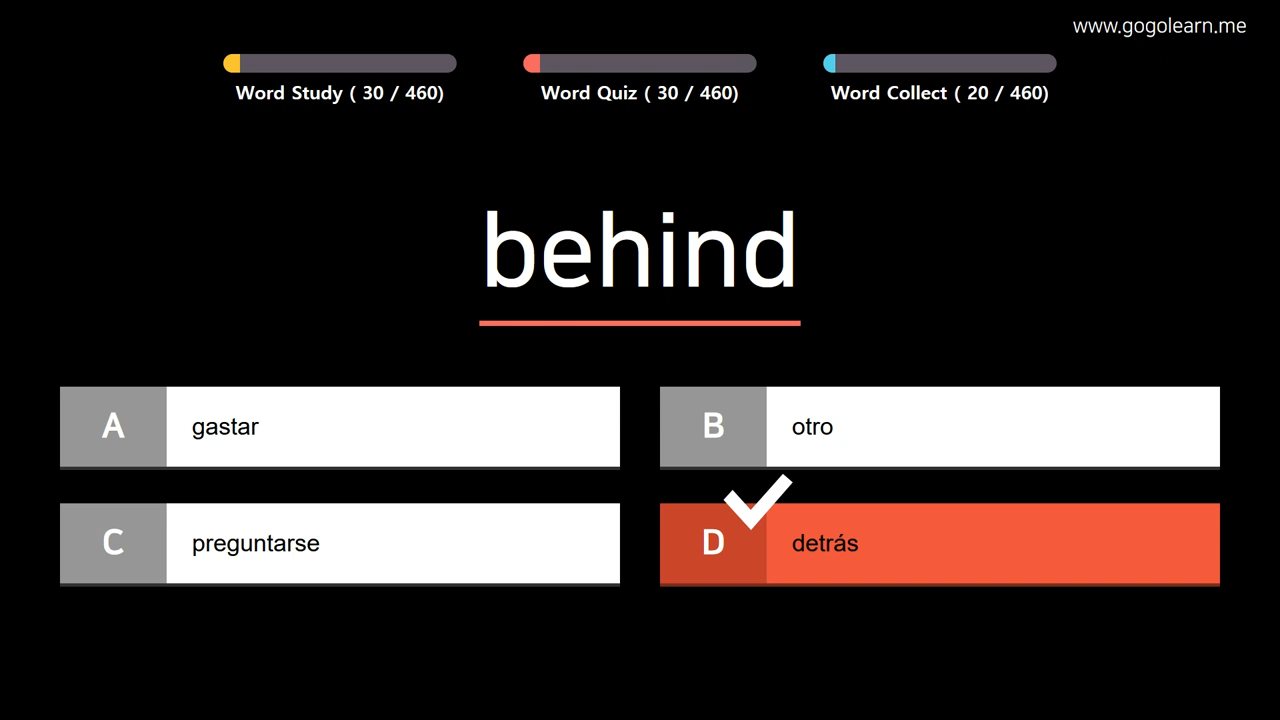 www.gogolearn.me
Word Study ( 30 / 460)
Word Quiz ( 30 / 460)
Word Collect ( 20 / 460)
behind
A
gastar
B
otro
C
preguntarse
D
detrás